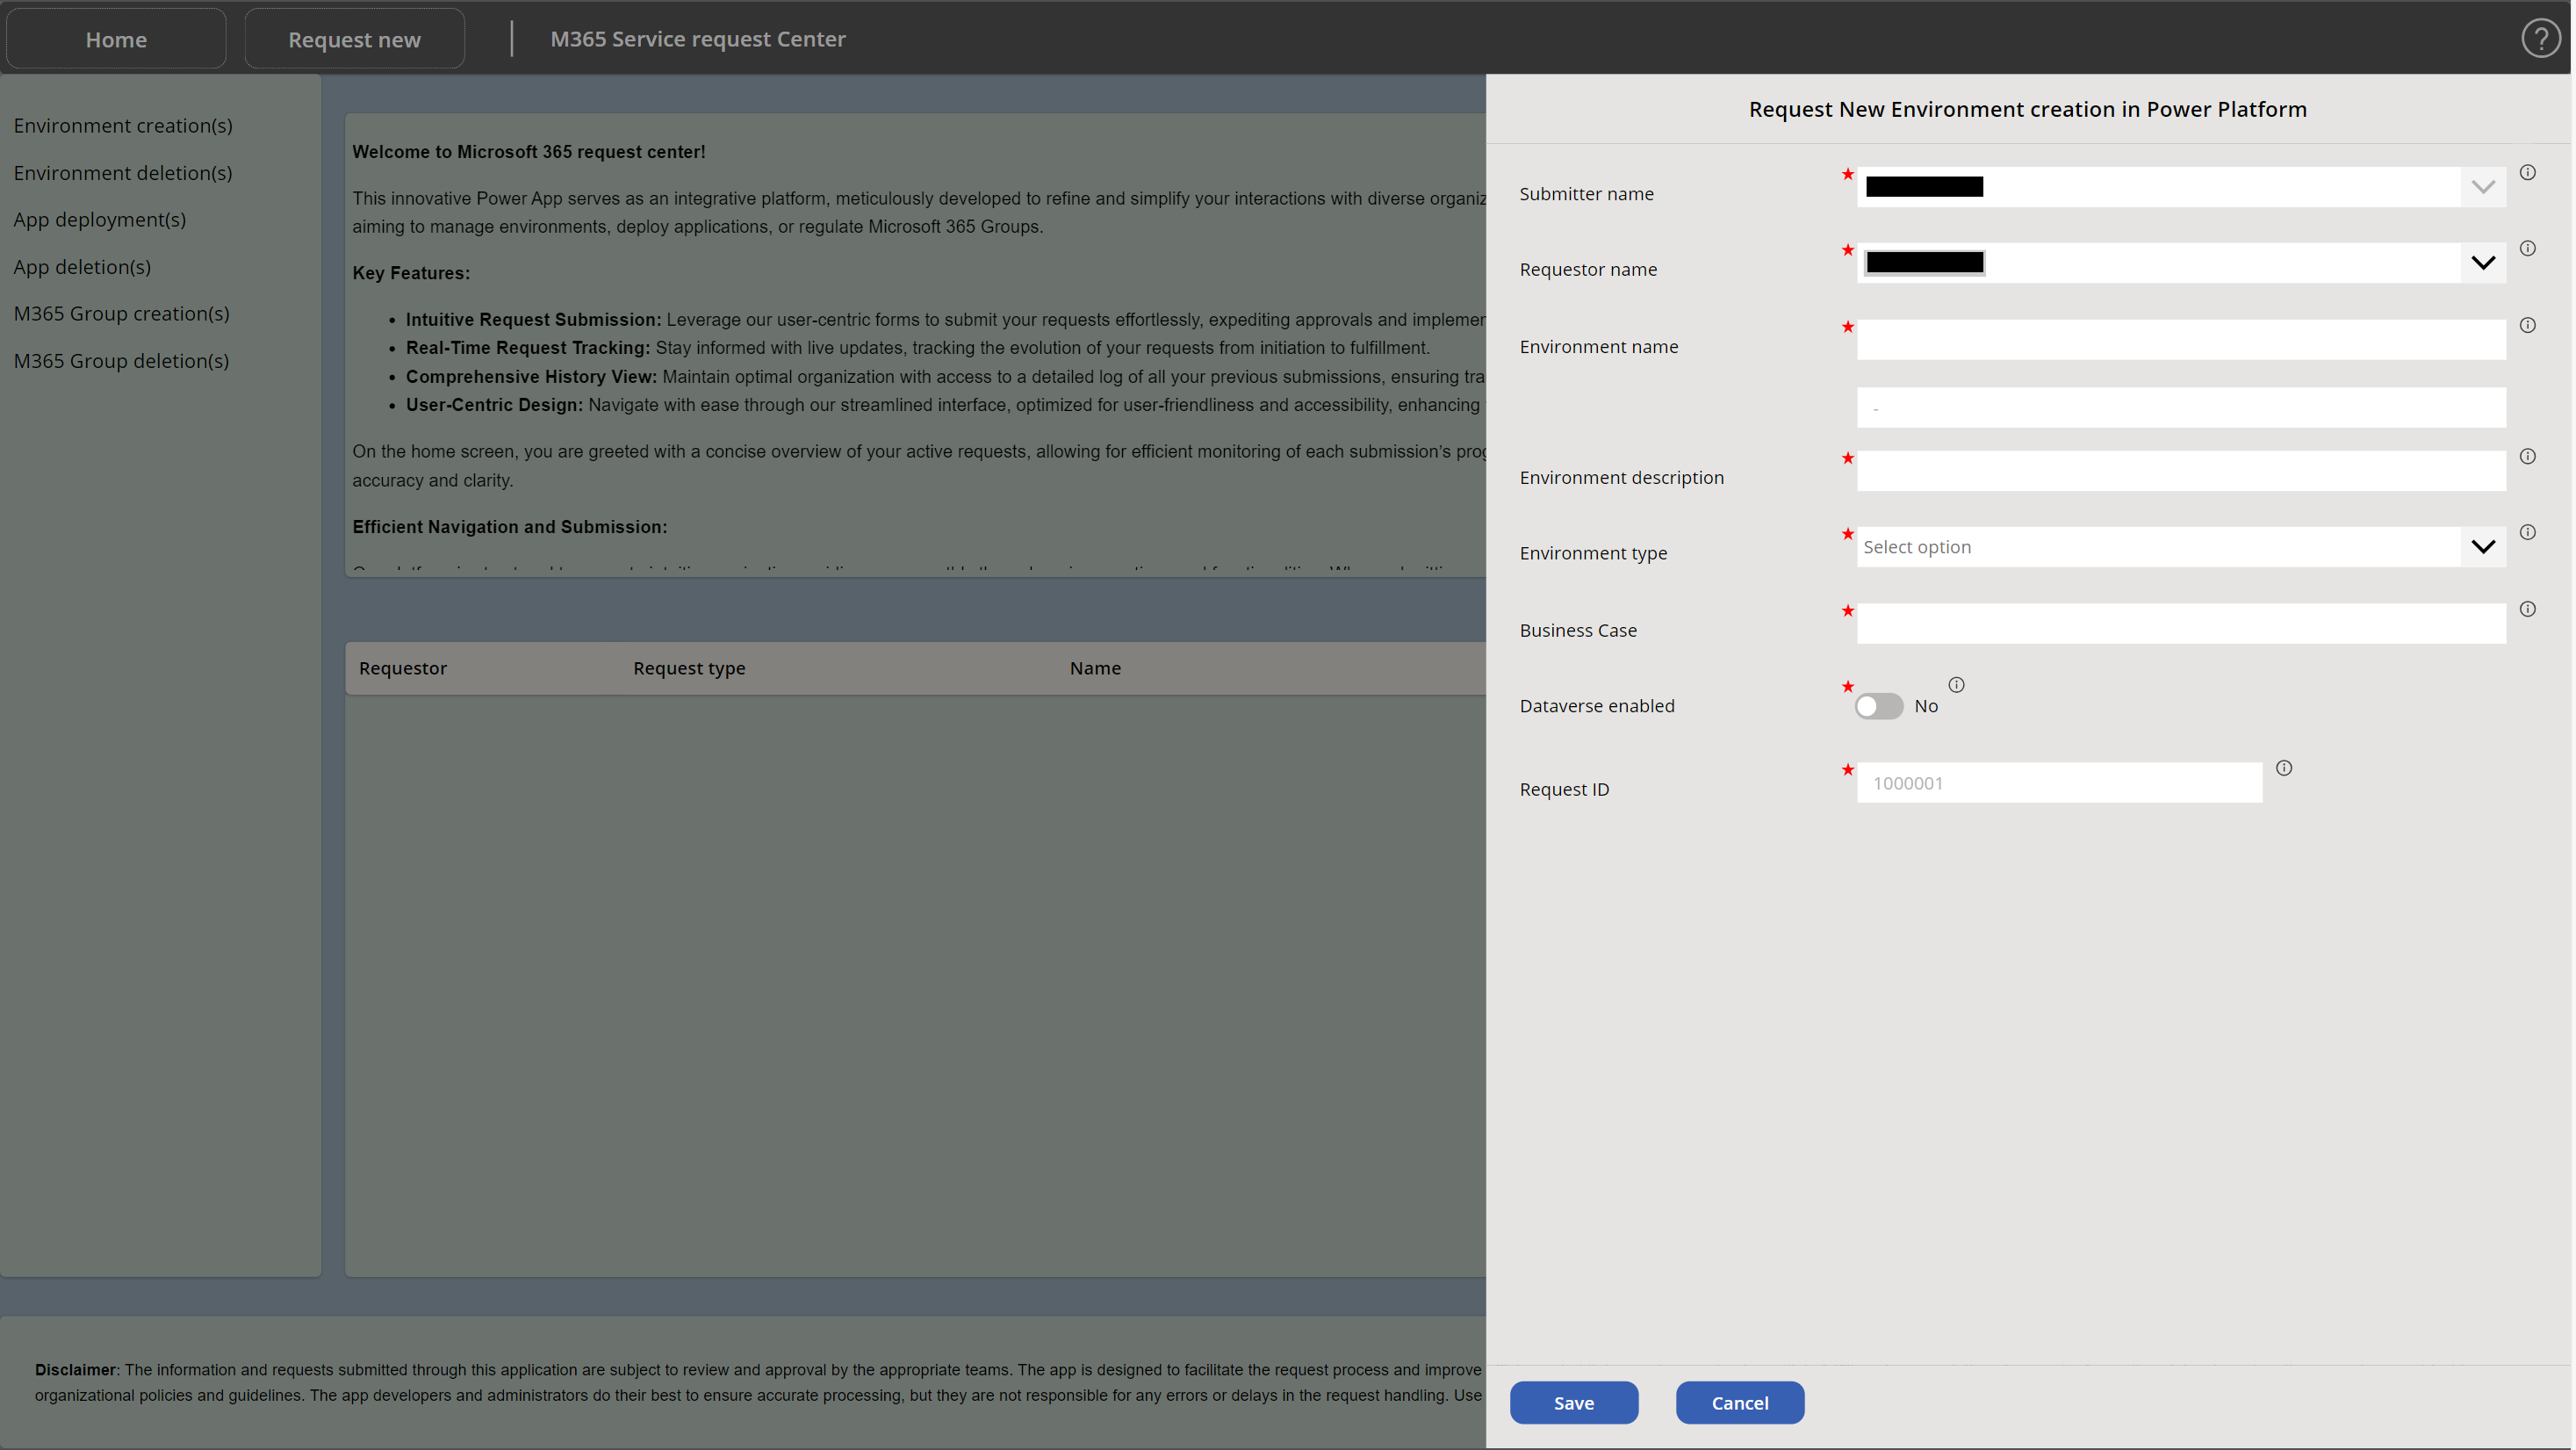 Home
Request new
M365 Service request Center
Environment creation(s)
Environment deletion(s)
App deployment(s)
App deletion(s)
M365 Group creation(s)
M365 Group deletion(s)
Welcome to Microsoft 365 request center!
This innovative Power App serves as an integrative platform, meticulously developed to refine and simplify your interactions with diverse
aiming to manage environments, deploy applications, or regulate Microsoft 365 Groups.
Key Features:
• Intuitive Request Submission: Leverage our user-centric forms to submit your requests effortlessly, expediting approvals and
• Real-Time Request Tracking: Stay informed with live updates, tracking the evolution of your requests from initiation to fulfillment.
• Comprehensive History View: Maintain optimal organization with access to a detailed log of all your previous submissions, ensuring
• User-Centric Design: Navigate with ease through our streamlined interface, optimized for user-friendliness and accessibility, enhancing
On the home screen, you are greeted with a concise overview of your active requests, allowing for efficient monitoring of each submission's
accuracy and clarity.
Efficient Navigation and Submission:
Requestor Request type Name
Disclaimer: The information and requests submitted through this application are subject to review and approval by the appropriate teams. The app is designed to facilitate the request process and improve
organizational policies and guidelines. The app developers and administrators do their best to ensure accurate processing, but they are not responsible for any errors or delays in the request handling. Use
Request New Environment creation in Power Platform
Submitter name
Requestor name
Environment name
-
Environment description
Environment type
Select option
Business Case
Dataverse enabled
No
Request ID
1000001
Save
Cancel